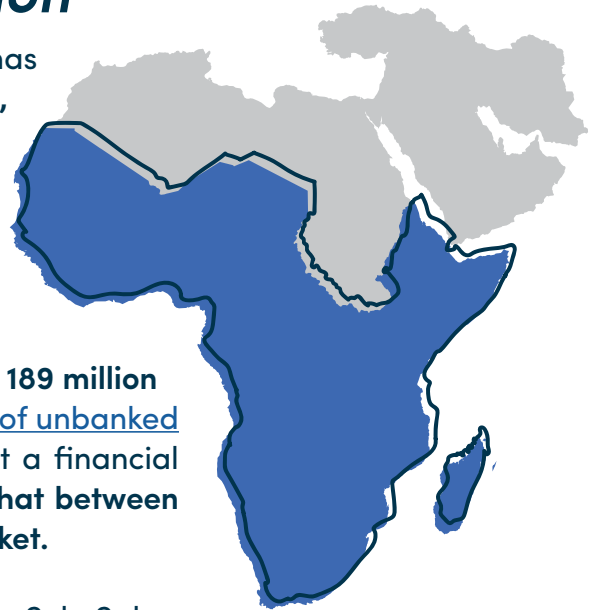 has
,
189 million
of unbanked
t a financial
hat between
ket.